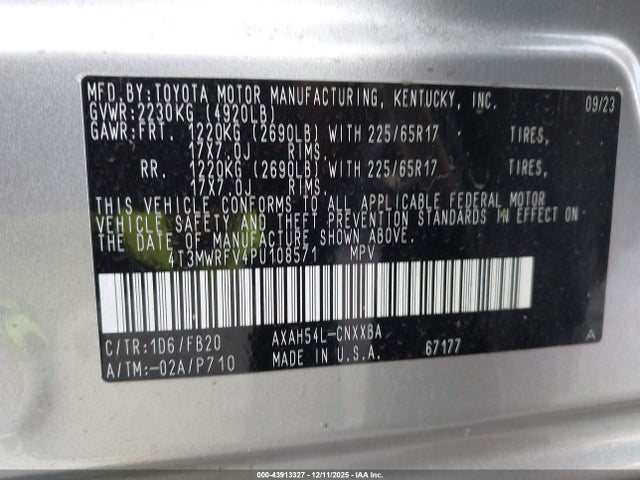 MFD.BY:TOYOTA MOTOR MANUFACTURING, KENTUCKY, INC. 09/23
GVWR:2230KG (4920LB)
GAWR:FRT. 1220KG (2690LB) WITH 225/65R17 TIRES,
17X7.0J RIMS.
RR. 1220KG (2690LB) WITH 225/65R17 TIRES,
17X7.0J RIMS.
THIS VEHICLE CONFORMS TO ALL APPLICABLE FEDERAL MOTOR
VEHICLE SAFETY AND THEFT PREVENTION STANDARDS IN EFFECT ON
THE DATE OF MANUFACTURE SHOWN ABOVE.
4T3MWRFV4PU108571 MPV
C/TR:1D6/FB20 AXAH54L-CNXXBA
A/TM:-02A/P710 MADE IN U.S.A. 67177 A
000-43913327 - 12/11/2025 - IAA Inc.